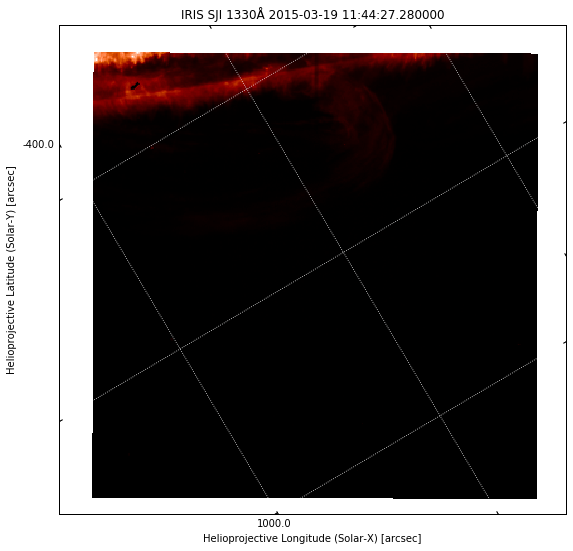 IRIS SJI 1330Å 2015-03-19 11:44:27.280000
-400.0
Helioprojective Latitude (Solar-Y) [arcsec]
1000.0
Helioprojective Longitude (Solar-X) [arcsec]